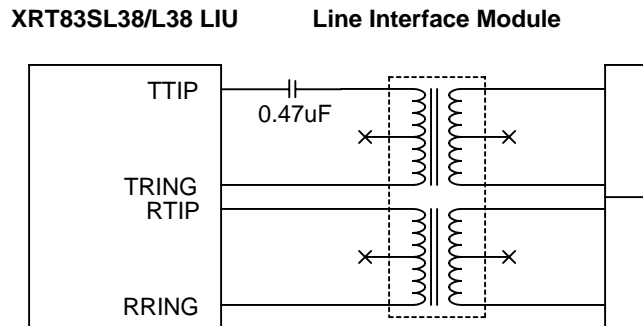 XRT83SL38/L38 LIU Line Interface Module
TTIP
0.47uF
TRING
RTIP
RRING